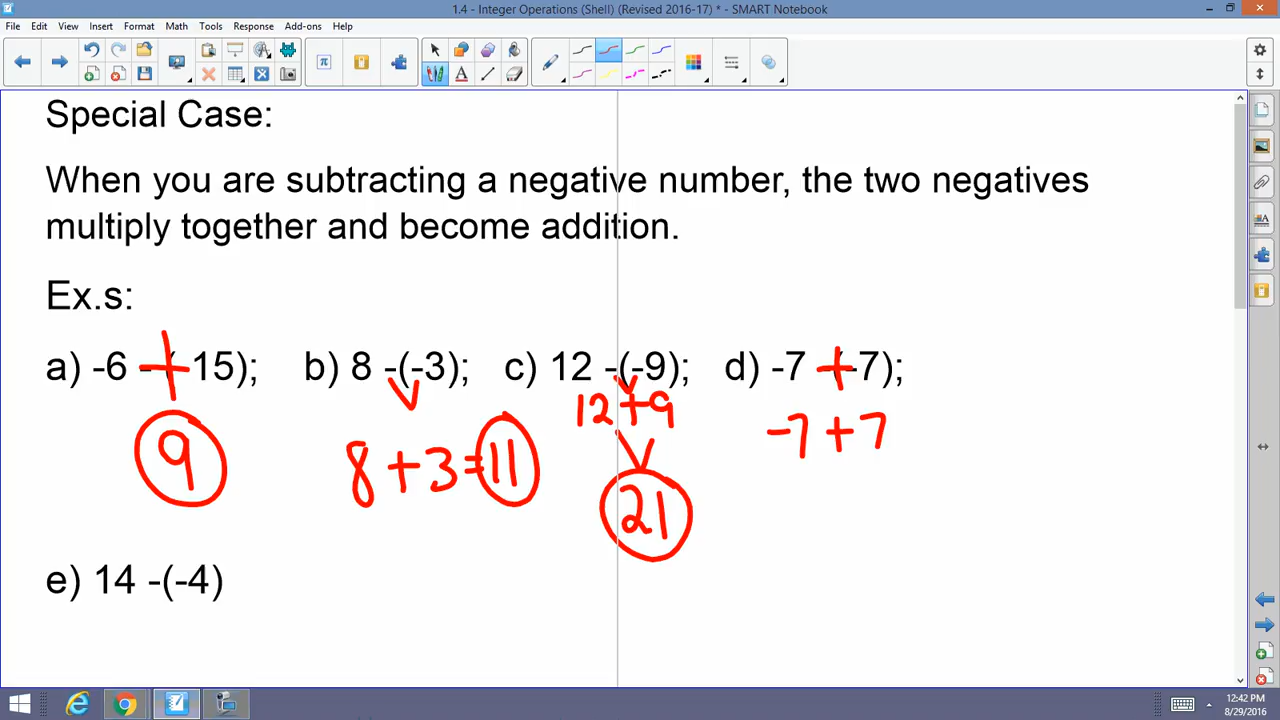 1.4 - Integer Operations (Shell) (Revised 2016-17) * - SMART Notebook
File Edit View Insert Format Math Tools Response Add-ons Help
Special Case:
When you are subtracting a negative number, the two negatives
multiply together and become addition.
Ex.s:
a) -6 -(-15); b) 8 -(-3); c) 12 -(-9); d) -7 -(-7);
12 + 9
-7 + 7
9
8 + 3 = 11
21
e) 14 -(-4)
12:42 PM
8/29/2016